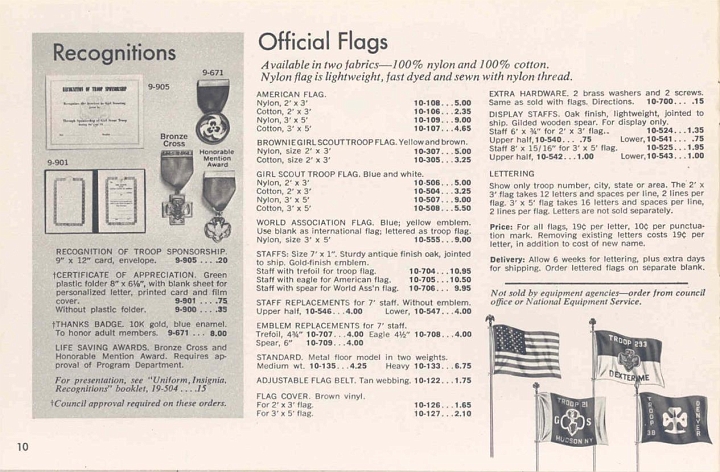 Recognitions
RECOGNITION OF TROOP SPONSORSHIP
9-905
9-671
Bronze
Cross
Honorable
Mention
Award
9-901
RECOGNITION OF TROOP SPONSORSHIP.
9" x 12" card, envelope. 9-905 ....20
†CERTIFICATE OF APPRECIATION. Green
plastic folder 8" x 6⅛", with blank sheet for
personalized letter, printed card and film
cover. 9-901 ....75
Without plastic folder. 9-900 ....35
†THANKS BADGE. 10K gold, blue enamel.
To honor adult members. 9-671 ... 8.00
LIFE SAVING AWARDS. Bronze Cross and
Honorable Mention Award. Requires ap-
proval of Program Department.
For presentation, see "Uniform, Insignia,
Recognitions" booklet, 19-504 ....15
†Council approval required on these orders.
10
Official Flags
Available in two fabrics—100% nylon and 100% cotton.
Nylon flag is lightweight, fast dyed and sewn with nylon thread.
AMERICAN FLAG.
Nylon, 2' x 3' 10-108 ...5.00
Cotton, 2' x 3' 10-106 ...2.35
Nylon, 3' x 5' 10-109 ...9.00
Cotton, 3' x 5' 10-107 ...4.65
BROWNIE GIRL SCOUT TROOP FLAG. Yellow and brown.
Nylon, size 2' x 3' 10-307 ...5.00
Cotton, size 2' x 3' 10-305 ...3.25
GIRL SCOUT TROOP FLAG. Blue and white.
Nylon, 2' x 3' 10-506 ...5.00
Cotton, 2' x 3' 10-504 ...3.25
Nylon, 3' x 5' 10-507 ...9.00
Cotton, 3' x 5' 10-508 ...5.50
WORLD ASSOCIATION FLAG. Blue; yellow emblem.
Use blank as international flag; lettered as troop flag.
Nylon, size 3' x 5' 10-555 ...9.00
STAFFS: Size 7' x 1". Sturdy antique finish oak, jointed
to ship. Gold-finish emblem.
Staff with trefoil for troop flag. 10-704 ...10.95
Staff with eagle for American flag. 10-705 ...10.50
Staff with spear for World Ass'n flag. 10-706 ... 9.95
STAFF REPLACEMENTS for 7' staff. Without emblem.
Upper half, 10-546 ...4.00 Lower, 10-547 ...4.00
EMBLEM REPLACEMENTS for 7' staff.
Trefoil, 4¾" 10-707 ...4.00 Eagle 4½" 10-708 ...4.00
Spear, 6" 10-709 ...4.00
STANDARD. Metal floor model in two weights.
Medium wt. 10-135 ...4.25 Heavy 10-133 ...6.75
ADJUSTABLE FLAG BELT. Tan webbing. 10-122 ...1.75
FLAG COVER. Brown vinyl.
For 2' x 3' flag. 10-126 ...1.65
For 3' x 5' flag. 10-127 ...2.10
EXTRA HARDWARE. 2 brass washers and 2 screws.
Same as sold with flags. Directions. 10-700 ... .15
DISPLAY STAFFS. Oak finish, lightweight, jointed to
ship. Gilded wooden spear. For display only.
Staff 6' x ¾" for 2' x 3' flag.. 10-524 ...1.35
Upper half, 10-540 ... .75 Lower, 10-541 ... .75
Staff 8' x 15/16" for 3' x 5' flag. 10-525 ...1.95
Upper half, 10-542 ...1.00 Lower, 10-543 ...1.00
LETTERING
Show only troop number, city, state or area. The 2' x
3' flag takes 12 letters and spaces per line, 2 lines per
flag. 3' x 5' flag takes 16 letters and spaces per line,
2 lines per flag. Letters are not sold separately.
Price: For all flags, 19¢ per letter, 10¢ per punctua-
tion mark. Removing existing letters costs 19¢ per
letter, in addition to cost of new name.
Delivery: Allow 6 weeks for lettering, plus extra days
for shipping. Order lettered flags on separate blank.
Not sold by equipment agencies—order from council
office or National Equipment Service.
TROOP 233
DEXTER ME
TROOP 21
G S
HUDSON NY
TROOP
38
DENVER